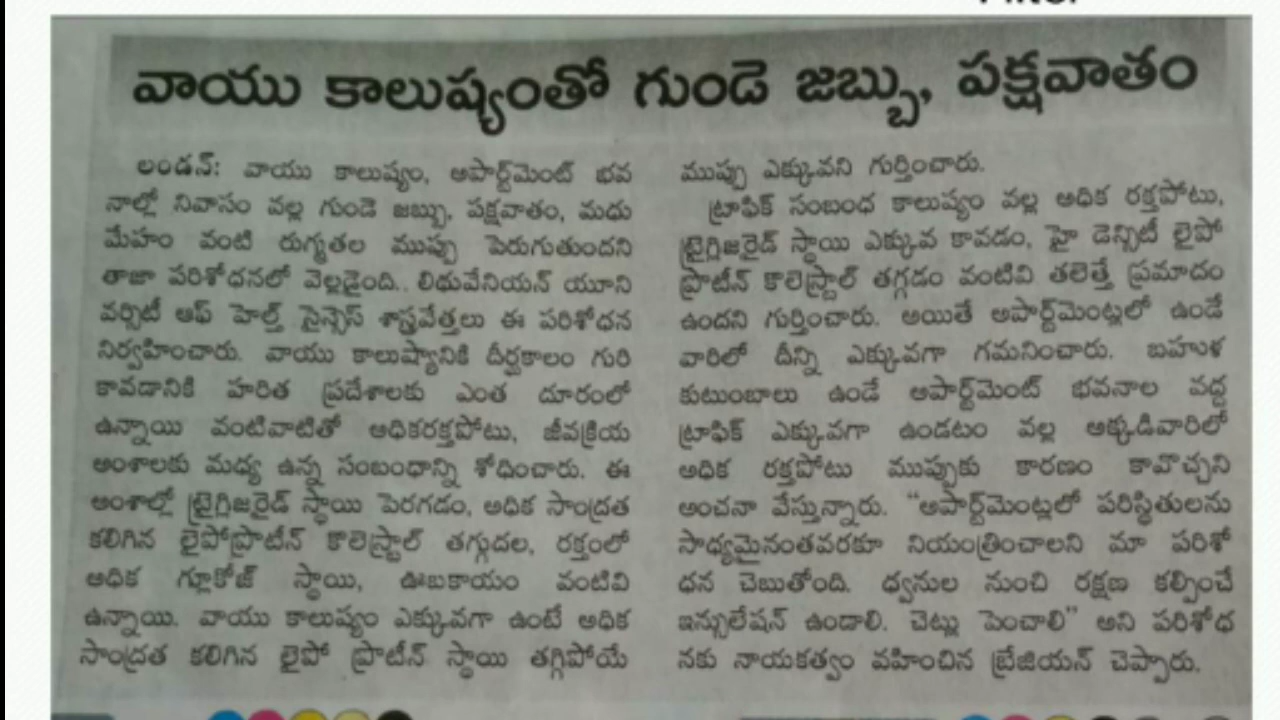 వాయు కాలుష్యంతో గుండె జబ్బు, పక్షవాతం
లండన్: వాయు కాలుష్యం, అపార్ట్‌మెంట్ భవ
నాల్లో నివాసం వల్ల గుండె జబ్బు, పక్షవాతం, మధు
మేహం వంటి రుగ్మతల ముప్పు పెరుగుతుందని
తాజా పరిశోధనలో వెల్లడైంది.. లిథువేనియన్ యూని
వర్సిటీ ఆఫ్ హెల్త్ సైన్సెస్ శాస్త్రవేత్తలు ఈ పరిశోధన
నిర్వహించారు. వాయు కాలుష్యానికి దీర్ఘకాలం గురి
కావడానికి హరిత ప్రదేశాలకు ఎంత దూరంలో
ఉన్నాయి వంటివాటితో అధికరక్తపోటు, జీవక్రియ
అంశాలకు మధ్య ఉన్న సంబంధాన్ని శోధించారు. ఈ
అంశాల్లో ట్రైగ్లిజరైడ్ స్థాయి పెరగడం, అధిక సాంద్రత
కలిగిన లైపోప్రొటీన్ కొలెస్ట్రాల్ తగ్గుదల, రక్తంలో
అధిక గ్లూకోజ్ స్థాయి, ఊబకాయం వంటివి
ఉన్నాయి. వాయు కాలుష్యం ఎక్కువగా ఉంటే అధిక
సాంద్రత కలిగిన లైపో ప్రొటీన్ స్థాయి తగ్గిపోయే
ముప్పు ఎక్కువని గుర్తించారు.
ట్రాఫిక్ సంబంధ కాలుష్యం వల్ల అధిక రక్తపోటు,
ట్రైగ్లిజరైడ్ స్థాయి ఎక్కువ కావడం, హై డెన్సిటీ లైపో
ప్రొటీన్ కొలెస్ట్రాల్ తగ్గడం వంటివి తలెత్తే ప్రమాదం
ఉందని గుర్తించారు. అయితే అపార్ట్‌మెంట్లలో ఉండే
వారిలో దీన్ని ఎక్కువగా గమనించారు. బహుళ
కుటుంబాలు ఉండే అపార్ట్‌మెంట్ భవనాల వద్ద
ట్రాఫిక్ ఎక్కువగా ఉండటం వల్ల అక్కడివారిలో
అధిక రక్తపోటు ముప్పుకు కారణం కావొచ్చని
అంచనా వేస్తున్నారు. “అపార్ట్‌మెంట్లలో పరిస్థితులను
సాధ్యమైనంతవరకూ నియంత్రించాలని మా పరిశో
ధన చెబుతోంది. ధ్వనుల నుంచి రక్షణ కల్పించే
ఇన్సులేషన్ ఉండాలి. చెట్లు పెంచాలి” అని పరిశోధ
నకు నాయకత్వం వహించిన బ్రేజియన్ చెప్పారు.